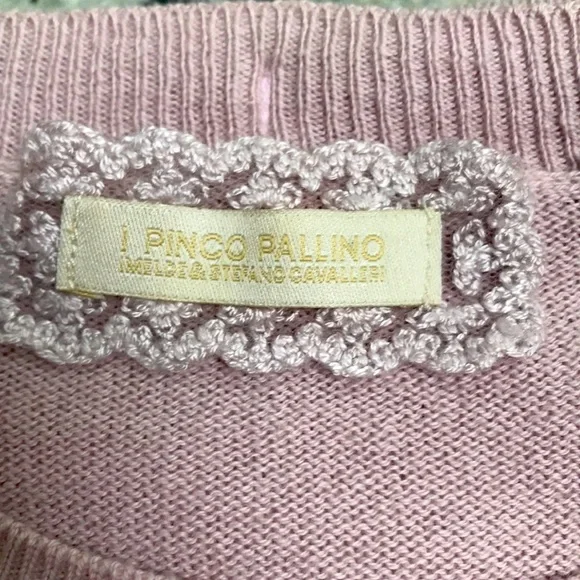 I PINCO PALLINO
IMELDE & STEFANO CAVALLERI